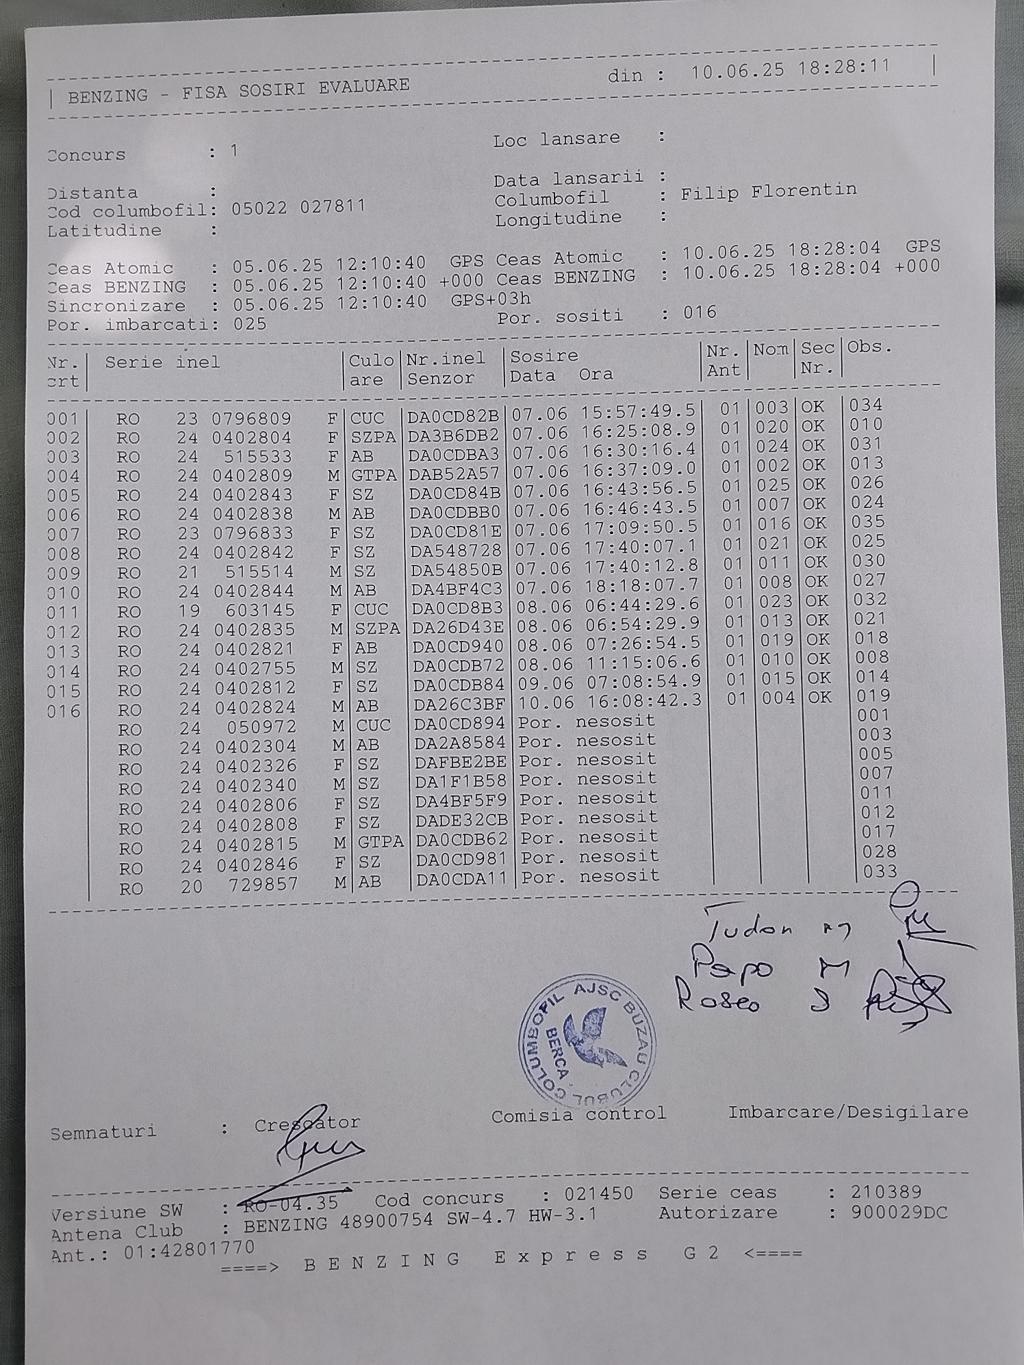 | BENZING - FISA SOSIRI EVALUARE din : 10.06.25 18:28:11 |
Concurs : 1 Loc lansare :
Distanta : Data lansarii :
Cod columbofil: 05022 027811 Columbofil : Filip Florentin
Latitudine : Longitudine :
Ceas Atomic : 05.06.25 12:10:40 GPS Ceas Atomic : 10.06.25 18:28:04 GPS
Ceas BENZING : 05.06.25 12:10:40 +000 Ceas BENZING : 10.06.25 18:28:04 +000
Sincronizare : 05.06.25 12:10:40 GPS+03h
Por. imbarcati: 025 Por. sositi : 016
Nr. | Serie inel | Culo | Nr.inel | Sosire | Nr. | Nom | Sec | Obs.
crt | | are | Senzor | Data Ora | Ant | | Nr. |
001 | RO 23 0796809 F | CUC | DA0CD82B | 07.06 15:57:49.5 | 01 | 003 | OK | 034
002 | RO 24 0402804 F | SZPA | DA3B6DB2 | 07.06 16:25:08.9 | 01 | 020 | OK | 010
003 | RO 24 515533 F | AB | DA0CDBA3 | 07.06 16:30:16.4 | 01 | 024 | OK | 031
004 | RO 24 0402809 M | GTPA | DAB52A57 | 07.06 16:37:09.0 | 01 | 002 | OK | 013
005 | RO 24 0402843 F | SZ | DA0CD84B | 07.06 16:43:56.5 | 01 | 025 | OK | 026
006 | RO 24 0402838 M | AB | DA0CDBB0 | 07.06 16:46:43.5 | 01 | 007 | OK | 024
007 | RO 23 0796833 F | SZ | DA0CD81E | 07.06 17:09:50.5 | 01 | 016 | OK | 035
008 | RO 24 0402842 F | SZ | DA548728 | 07.06 17:40:07.1 | 01 | 021 | OK | 025
009 | RO 21 515514 M | SZ | DA54850B | 07.06 17:40:12.8 | 01 | 011 | OK | 030
010 | RO 24 0402844 M | AB | DA4BF4C3 | 07.06 18:18:07.7 | 01 | 008 | OK | 027
011 | RO 19 603145 F | CUC | DA0CD8B3 | 08.06 06:44:29.6 | 01 | 023 | OK | 032
012 | RO 24 0402835 M | SZPA | DA26D43E | 08.06 06:54:29.9 | 01 | 013 | OK | 021
013 | RO 24 0402821 F | AB | DA0CD940 | 08.06 07:26:54.5 | 01 | 019 | OK | 018
014 | RO 24 0402755 M | SZ | DA0CDB72 | 08.06 11:15:06.6 | 01 | 010 | OK | 008
015 | RO 24 0402812 F | SZ | DA0CDB84 | 09.06 07:08:54.9 | 01 | 015 | OK | 014
016 | RO 24 0402824 M | AB | DA26C3BF | 10.06 16:08:42.3 | 01 | 004 | OK | 019
RO 24 050972 M | CUC | DA0CD894 | Por. nesosit | 001
RO 24 0402304 M | AB | DA2A8584 | Por. nesosit | 003
RO 24 0402326 F | SZ | DAFBE2BE | Por. nesosit | 005
RO 24 0402340 M | SZ | DA1F1B58 | Por. nesosit | 007
RO 24 0402806 F | SZ | DA4BF5F9 | Por. nesosit | 011
RO 24 0402808 F | SZ | DADE32CB | Por. nesosit | 012
RO 24 0402815 M | GTPA | DA0CDB62 | Por. nesosit | 017
RO 24 0402846 F | SZ | DA0CD981 | Por. nesosit | 028
RO 20 729857 M | AB | DA0CDA11 | Por. nesosit | 033
Tudor
Popo M
COLUMBOFIL AJSC BUZAU CLUBUL
BERCA
Semnaturi : Crescator Comisia control Imbarcare/Desigilare
Versiune SW : RO-04.35 Cod concurs : 021450 Serie ceas : 210389
Antena Club : BENZING 48900754 SW-4.7 HW-3.1 Autorizare : 900029DC
Ant.: 01:42801770
====> B E N Z I N G E x p r e s s G 2 <====